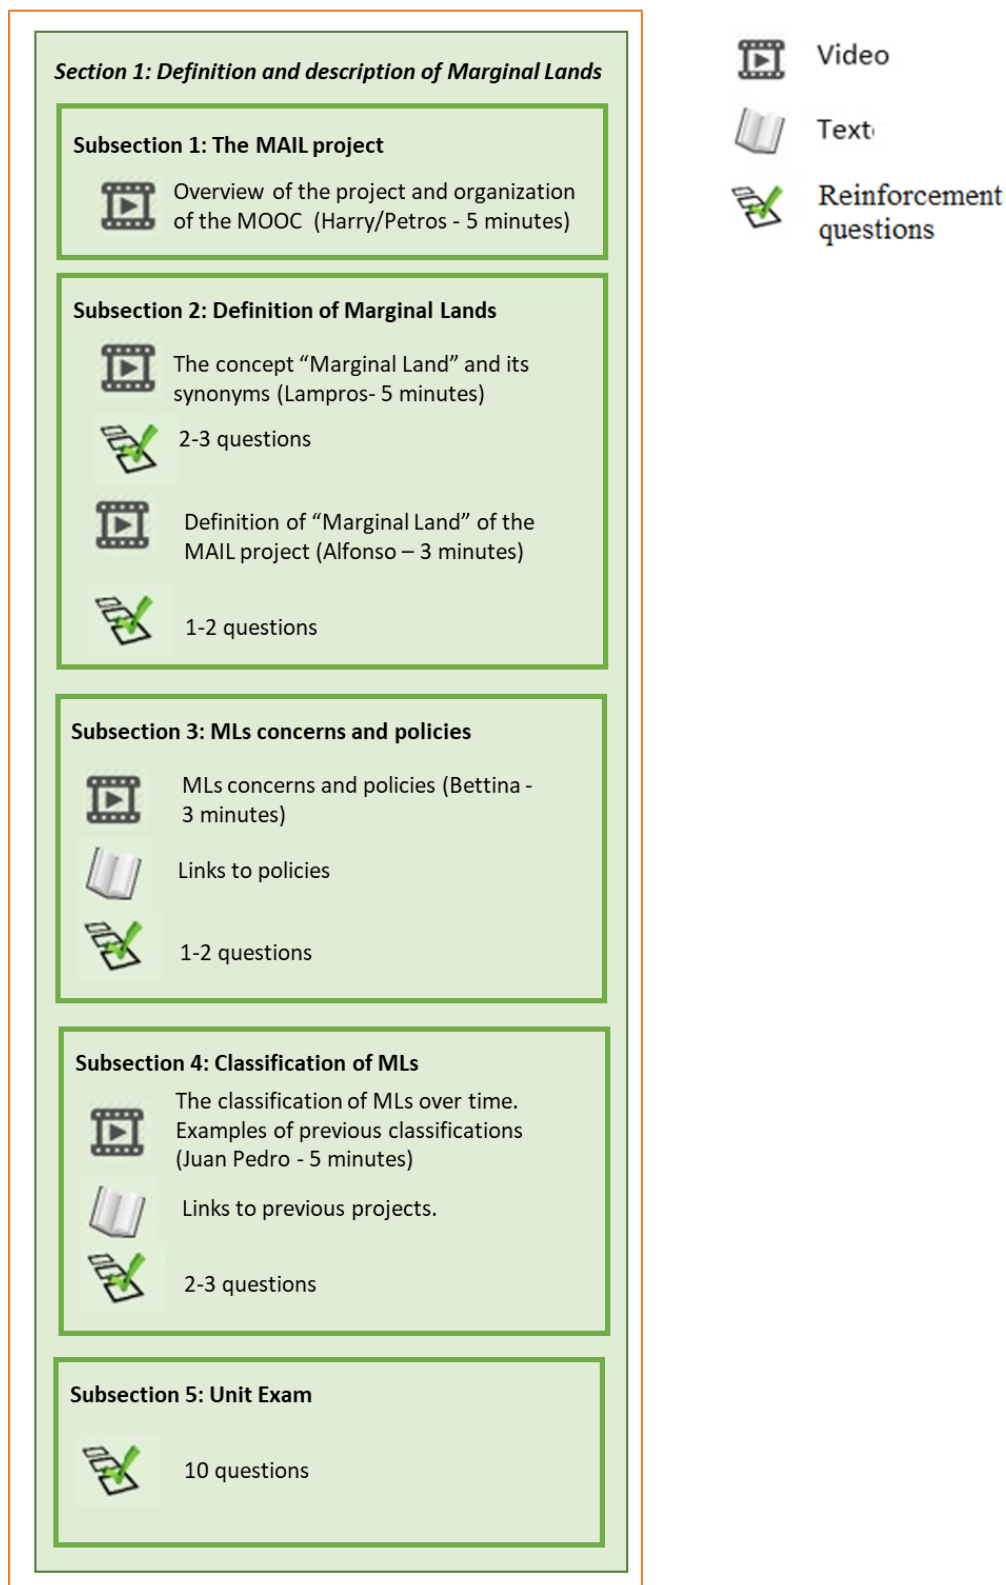 Section 1: Definition and description of Marginal Lands
Subsection 1: The MAIL project
Overview of the project and organization
of the MOOC (Harry/Petros - 5 minutes)
Subsection 2: Definition of Marginal Lands
The concept “Marginal Land” and its
synonyms (Lampros- 5 minutes)
2-3 questions
Definition of “Marginal Land” of the
MAIL project (Alfonso – 3 minutes)
1-2 questions
Subsection 3: MLs concerns and policies
MLs concerns and policies (Bettina -
3 minutes)
Links to policies
1-2 questions
Subsection 4: Classification of MLs
The classification of MLs over time.
Examples of previous classifications
(Juan Pedro - 5 minutes)
Links to previous projects.
2-3 questions
Subsection 5: Unit Exam
10 questions
Video
Text
Reinforcement
questions